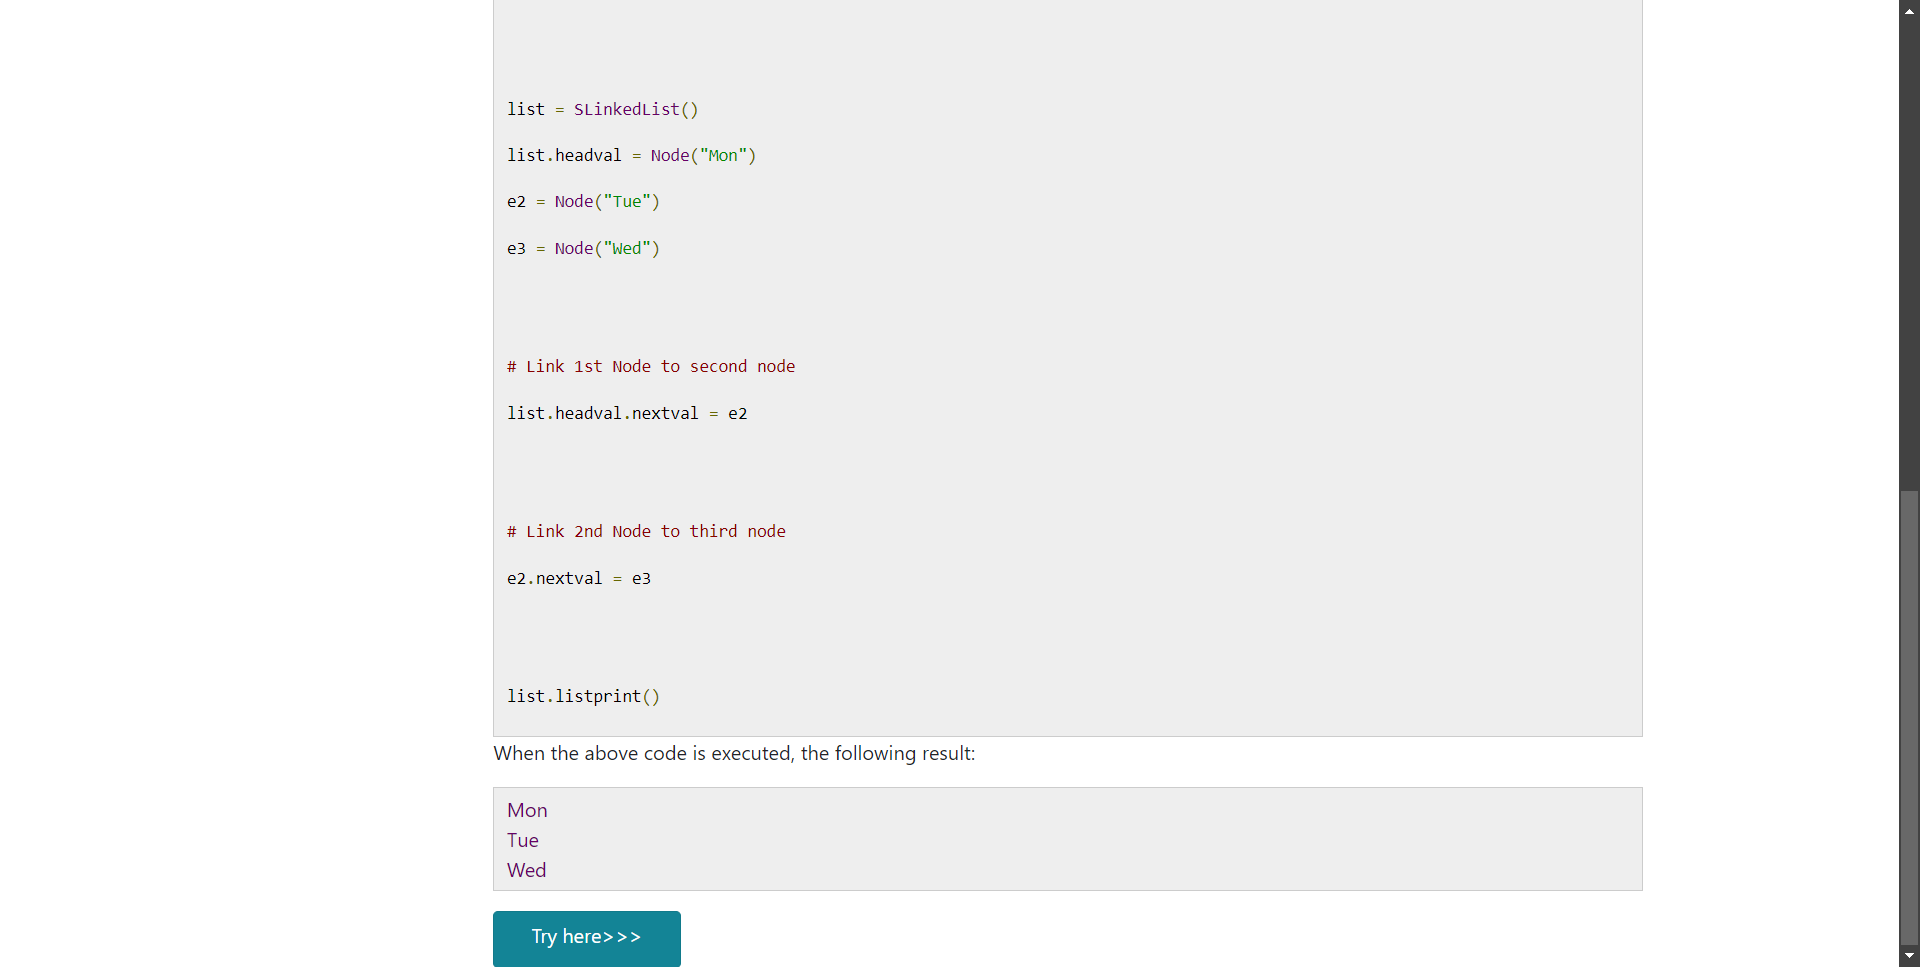 list = SLinkedList()
list.headval = Node("Mon")
e2 = Node("Tue")
e3 = Node("Wed")
# Link 1st Node to second node
list.headval.nextval = e2
# Link 2nd Node to third node
e2.nextval = e3
list.listprint()
When the above code is executed, the following result:
Mon
Tue
Wed
Try here>>>